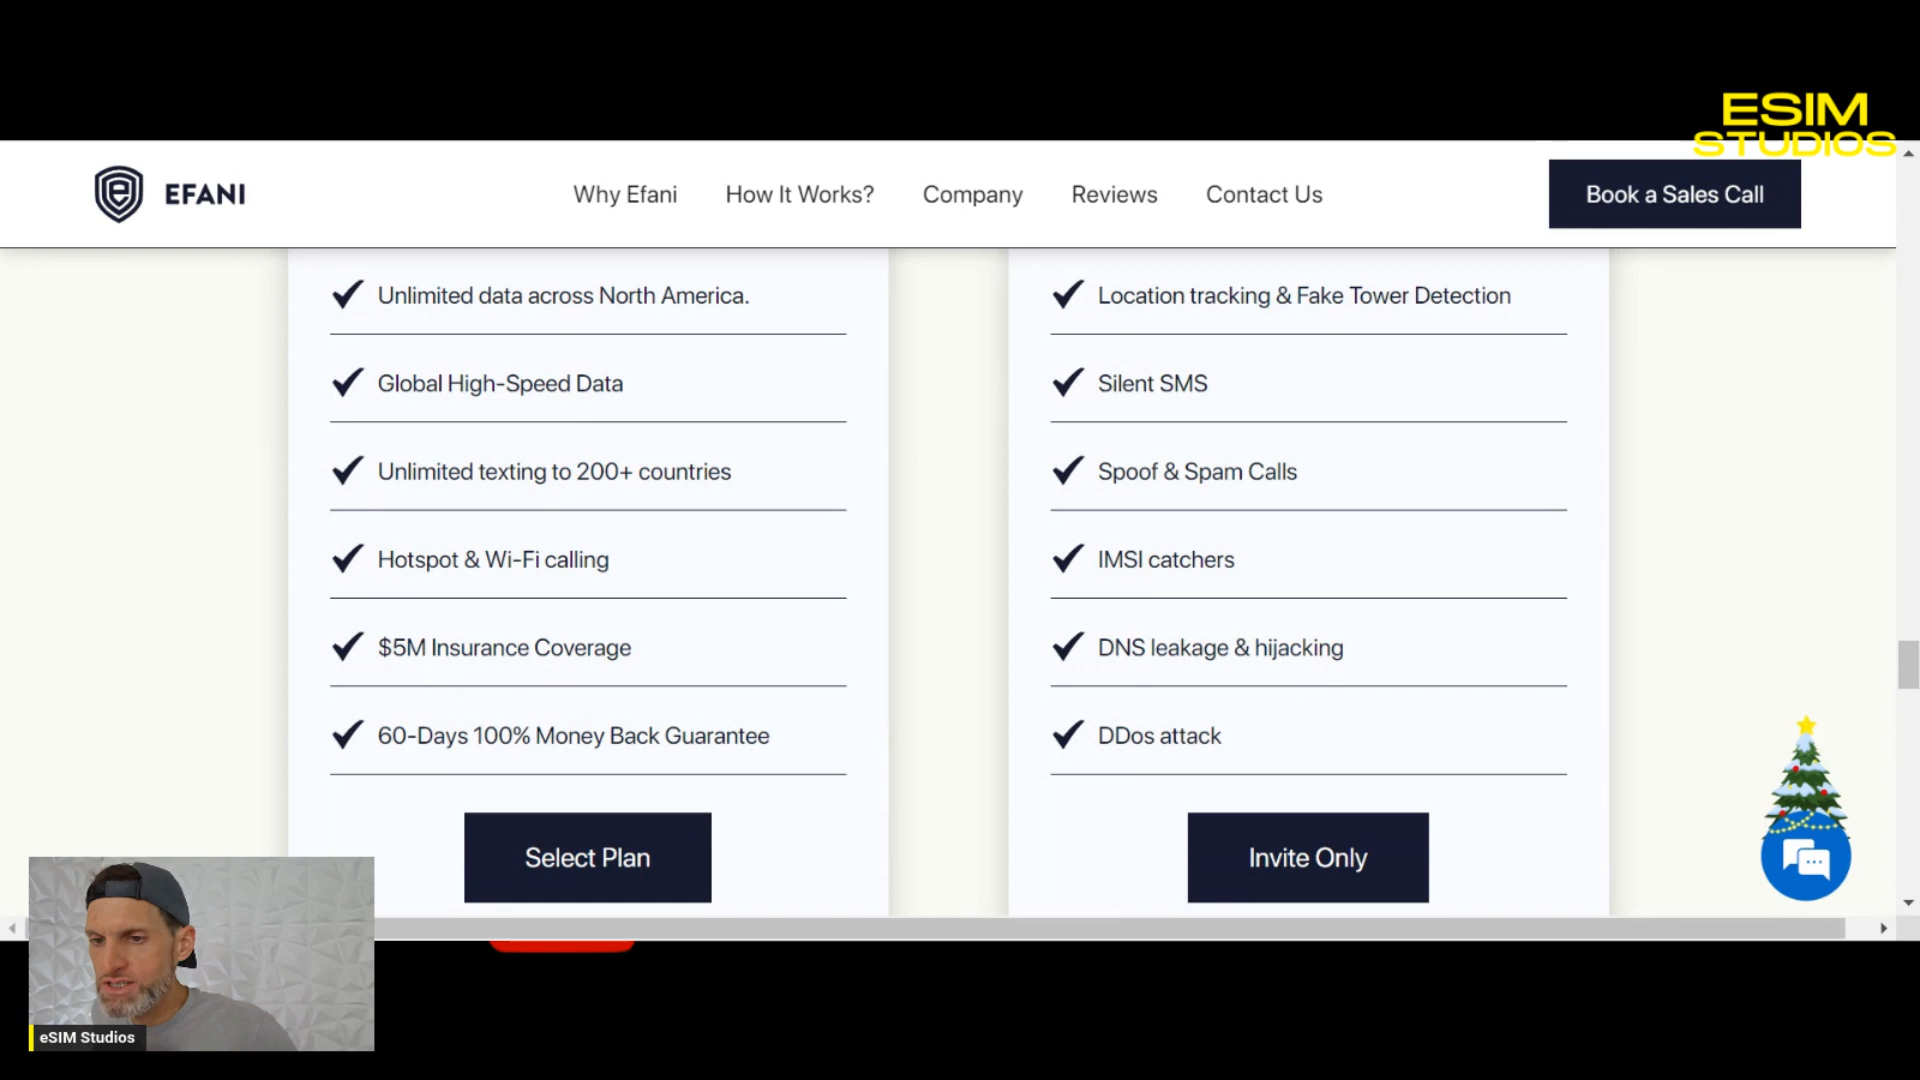 ESIM
STUDIOS
EFANI
Why Efani
How It Works?
Company
Reviews
Contact Us
Book a Sales Call
Unlimited data across North America.
Global High-Speed Data
Unlimited texting to 200+ countries
Hotspot & Wi-Fi calling
$5M Insurance Coverage
60-Days 100% Money Back Guarantee
Select Plan
Location tracking & Fake Tower Detection
Silent SMS
Spoof & Spam Calls
IMSI catchers
DNS leakage & hijacking
DDos attack
Invite Only
eSIM Studios